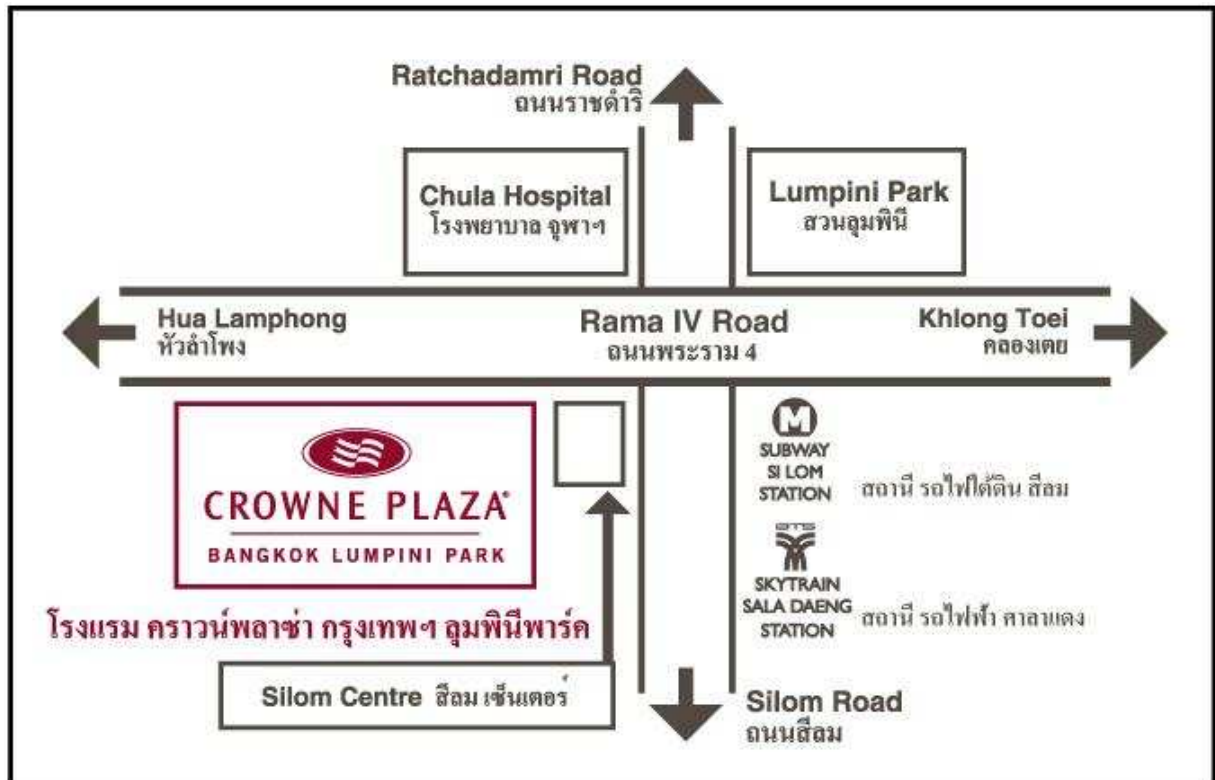 Ratchadamri Road
ถนนราชดำริ
Chula Hospital
โรงพยาบาล จุฬาฯ
Lumpini Park
สวนลุมพินี
Hua Lamphong
หัวลำโพง
Rama IV Road
ถนนพระราม 4
Khlong Toei
คลองเตย
CROWNE PLAZA®
BANGKOK LUMPINI PARK
โรงแรม คราวน์พลาซ่า กรุงเทพฯ ลุมพินีพาร์ค
M
SUBWAY
SI LOM
STATION
สถานี รถไฟใต้ดิน สีลม
BTS
SKYTRAIN
SALA DAENG
STATION
สถานี รถไฟฟ้า ศาลาแดง
Silom Centre สีลม เซ็นเตอร์
Silom Road
ถนนสีลม